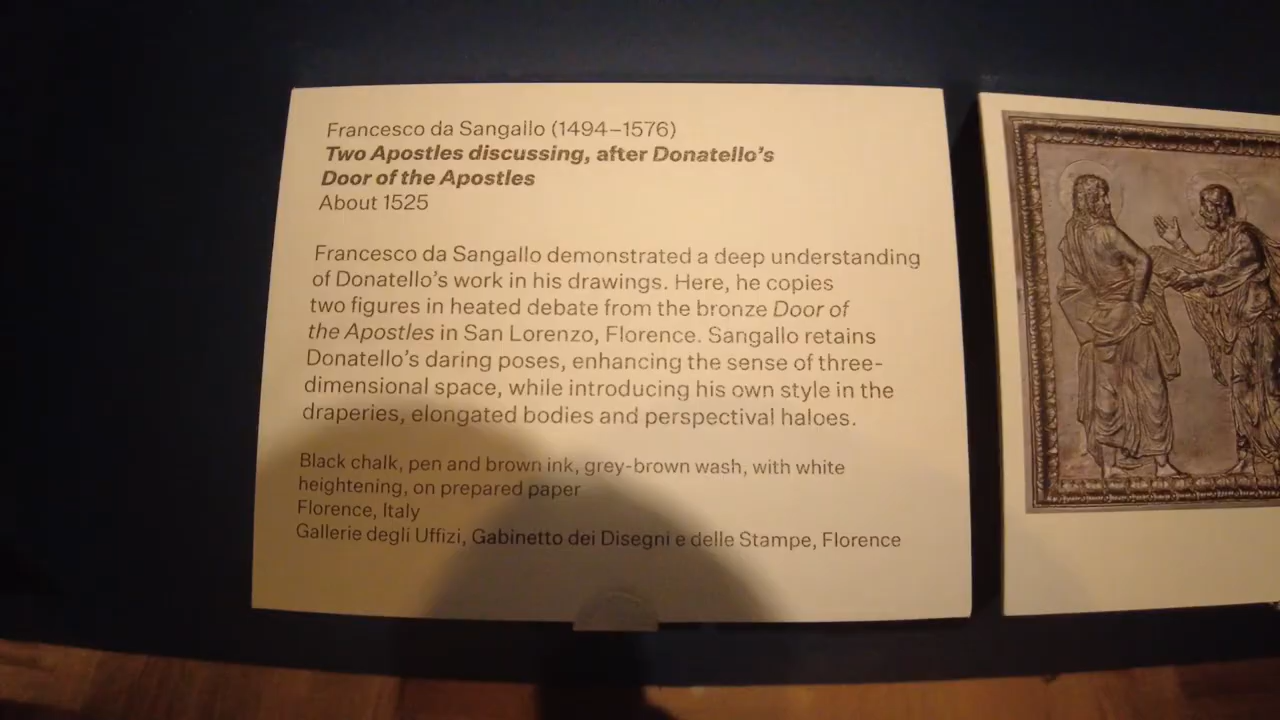 Francesco da Sangallo (1494–1576)
Two Apostles discussing, after Donatello's
Door of the Apostles
About 1525
Francesco da Sangallo demonstrated a deep understanding
of Donatello's work in his drawings. Here, he copies
two figures in heated debate from the bronze Door of
the Apostles in San Lorenzo, Florence. Sangallo retains
Donatello's daring poses, enhancing the sense of three-
dimensional space, while introducing his own style in the
draperies, elongated bodies and perspectival haloes.
Black chalk, pen and brown ink, grey-brown wash, with white
heightening, on prepared paper
Florence, Italy
Gallerie degli Uffizi, Gabinetto dei Disegni e delle Stampe, Florence